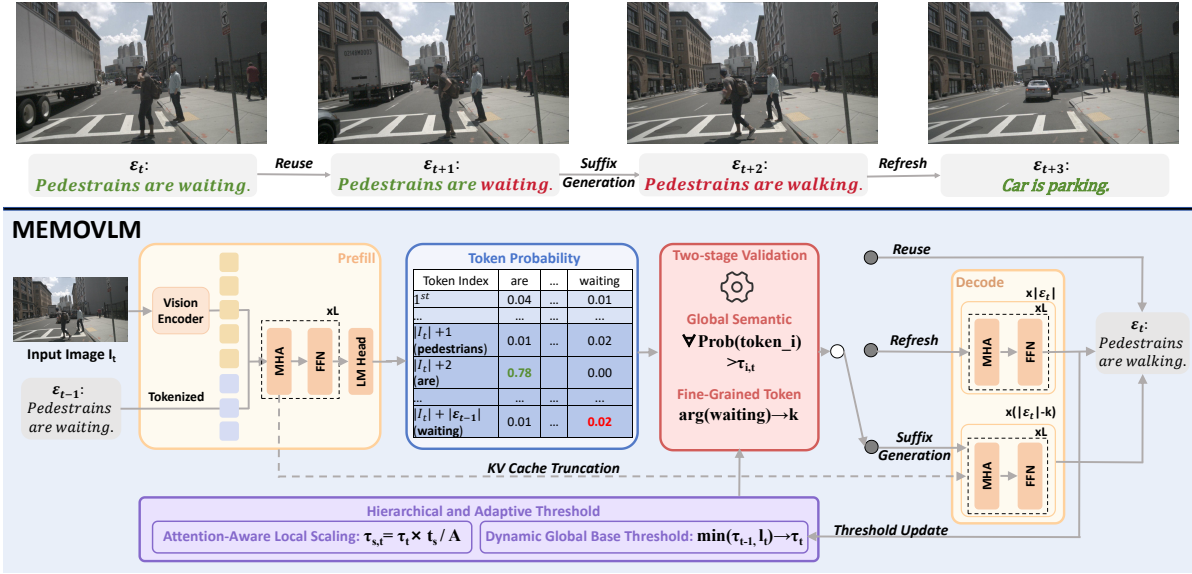 ε_t:
Pedestrains are waiting.
Reuse
ε_{t+1}:
Pedestrains are waiting.
Suffix
Generation
ε_{t+2}:
Pedestrains are walking.
Refresh
ε_{t+3}:
Car is parking.
MEMOVLM
Input Image I_t
ε_{t-1}:
Pedestrains
are waiting.
Vision
Encoder
Tokenized
Prefill
xL
MHA
FFN
LM Head
Token Probability
Token Index are ... waiting
1st 0.04 ... 0.01
... ... ... ...
|I_t| +1 0.01 ... 0.02
(pedestrians)
|I_t| +2 0.78 ... 0.00
(are)
... ... ... ...
|I_t| + |ε_{t-1}| 0.01 ... 0.02
(waiting)
Two-stage Validation
Global Semantic
∀Prob(token_i)
>τ_{i,t}
Fine-Grained Token
arg(waiting)→k
Reuse
Refresh
Suffix
Generation
Decode
x|ε_t|
xL
MHA
FFN
x(|ε_t|-k)
xL
MHA
FFN
ε_t:
Pedestrains
are walking.
KV Cache Truncation
Hierarchical and Adaptive Threshold
Attention-Aware Local Scaling: τ_{s,t}= τ_t × t_s / A
Dynamic Global Base Threshold: min(τ_{t-1}, l_t)→τ_t
Threshold Update